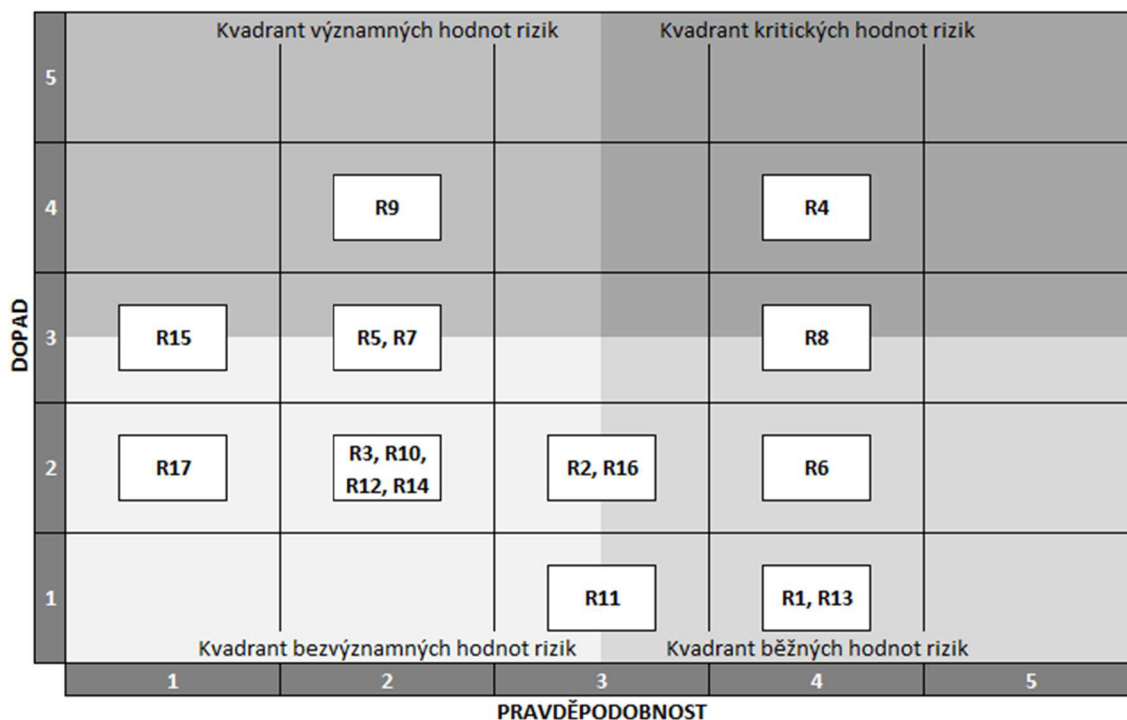 Kvadrant významných hodnot rizik
Kvadrant kritických hodnot rizik
5
4
R9
R4
DOPAD
3
R15
R5, R7
R8
2
R17
R3, R10,
R12, R14
R2, R16
R6
1
R11
R1, R13
Kvadrant bezvýznamných hodnot rizik
Kvadrant běžných hodnot rizik
1
2
3
4
5
PRAVDĚPODOBNOST